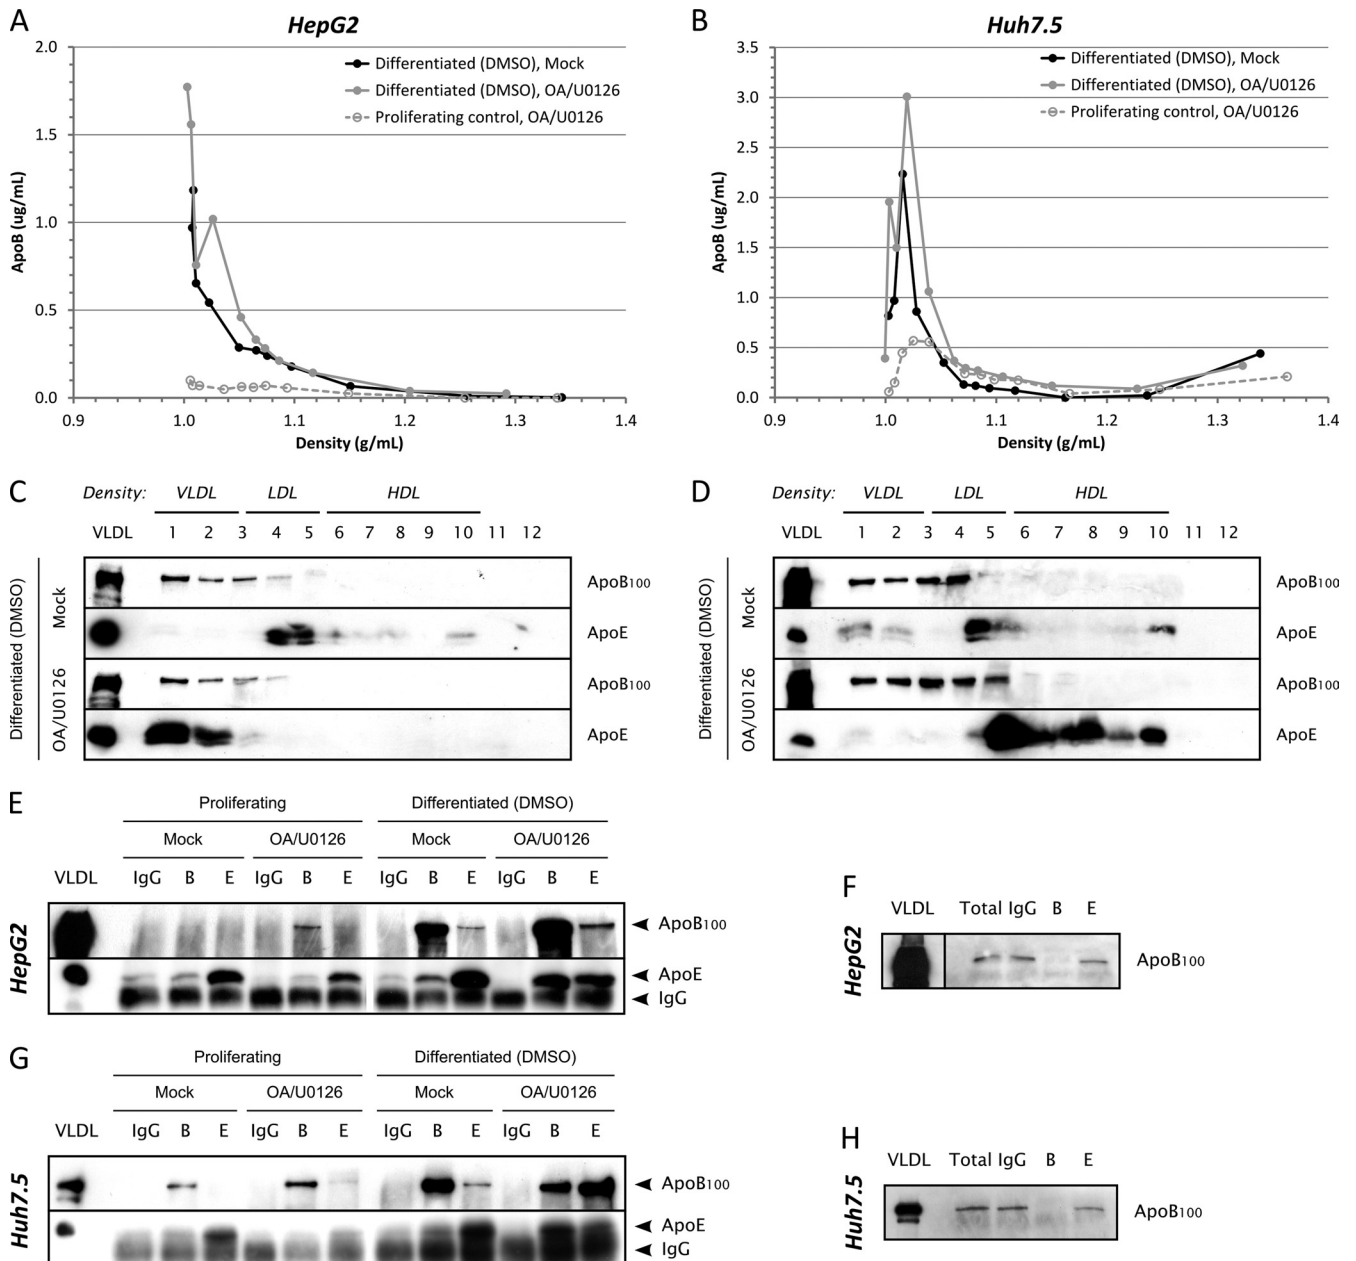 A
HepG2
Differentiated (DMSO), Mock
Differentiated (DMSO), OA/U0126
Proliferating control, OA/U0126
2.0
1.5
1.0
0.5
0.0
ApoB (ug/mL)
0.9 1.0 1.1 1.2 1.3 1.4
Density (g/mL)
B
Huh7.5
Differentiated (DMSO), Mock
Differentiated (DMSO), OA/U0126
Proliferating control, OA/U0126
3.5
3.0
2.5
2.0
1.5
1.0
0.5
0.0
ApoB (ug/mL)
0.9 1.0 1.1 1.2 1.3 1.4
Density (g/mL)
C
Density: VLDL LDL HDL
VLDL 1 2 3 4 5 6 7 8 9 10 11 12
Differentiated (DMSO)
Mock
OA/U0126
ApoB100
ApoE
ApoB100
ApoE
D
Density: VLDL LDL HDL
VLDL 1 2 3 4 5 6 7 8 9 10 11 12
Differentiated (DMSO)
Mock
OA/U0126
ApoB100
ApoE
ApoB100
ApoE
E
Proliferating Differentiated (DMSO)
Mock OA/U0126 Mock OA/U0126
VLDL IgG B E IgG B E IgG B E IgG B E
HepG2
ApoB100
ApoE
IgG
F
VLDL Total IgG B E
HepG2
ApoB100
G
Proliferating Differentiated (DMSO)
Mock OA/U0126 Mock OA/U0126
VLDL IgG B E IgG B E IgG B E IgG B E
Huh7.5
ApoB100
ApoE
IgG
H
VLDL Total IgG B E
Huh7.5
ApoB100